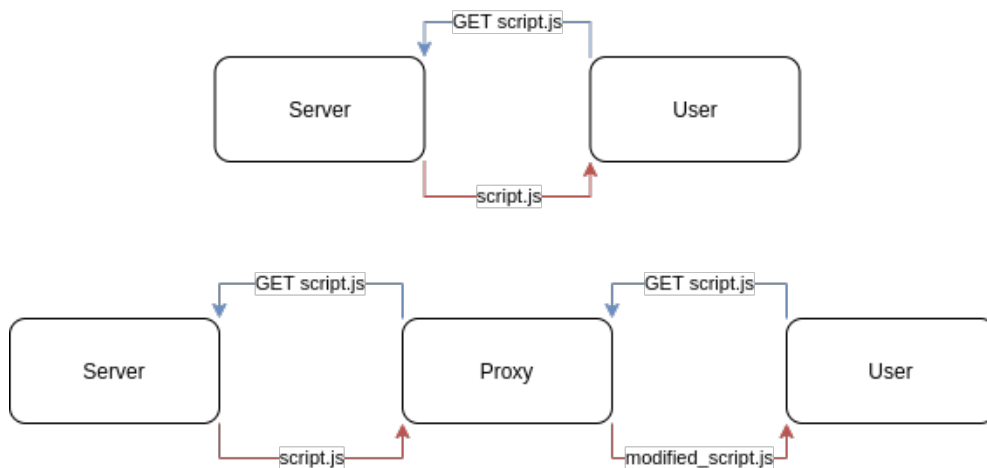 GET script.js
Server
User
script.js
GET script.js
GET script.js
Server
Proxy
User
script.js
modified_script.js